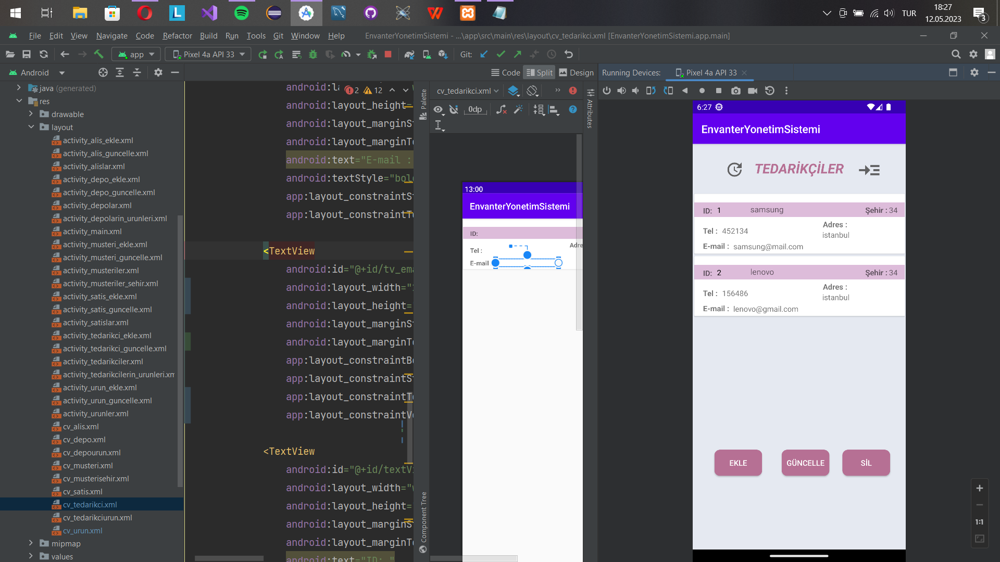 TUR
18:27
12.05.2023
3
File Edit View Navigate Code Refactor Build Run Tools Git Window Help
EnvanterYonetimSistemi - ...\app\src\main\res\layout\cv_tedarikci.xml [EnvanterYonetimSistemi.app.main]
app
Pixel 4a API 33
Git:
Android
Code
Split
Design
Running Devices:
Pixel 4a API 33
java (generated)
res
drawable
layout
activity_alis_ekle.xml
activity_alis_guncelle.xml
activity_alislar.xml
activity_depo_ekle.xml
activity_depo_guncelle.xml
activity_depolar.xml
activity_depolarin_urunleri.xml
activity_main.xml
activity_musteri_ekle.xml
activity_musteri_guncelle.xml
activity_musteriler.xml
activity_musteriler_sehir.xml
activity_satis_ekle.xml
activity_satis_guncelle.xml
activity_satislar.xml
activity_tedarikci_ekle.xml
activity_tedarikci_guncelle.xml
activity_tedarikciler.xml
activity_tedarikcilerin_urunleri.xm
activity_urun_ekle.xml
activity_urun_guncelle.xml
activity_urunler.xml
cv_alis.xml
cv_depo.xml
cv_depourun.xml
cv_musteri.xml
cv_musterisehir.xml
cv_satis.xml
cv_tedarikci.xml
cv_tedarikciurun.xml
cv_urun.xml
mipmap
values
android:la
2 12
android:layout_height=
android:layout_marginS
android:layout_marginT
android:text="E-mail :
android:textStyle="bol
app:layout_constraintS
app:layout_constraintT
<TextView
android:id="@+id/tv_ema
android:layout_width="
android:layout_height=
android:layout_marginS
android:layout_marginT
app:layout_constraintB
app:layout_constraintS
app:layout_constraintT
app:layout_constraintV
<TextView
android:id="@+id/textV
android:layout_width="w
android:layout_height=
android:layout_marginS
android:layout_marginT
android:text="ID: "
Palette
Component Tree
cv_tedarikci.xml
0dp
Attributes
13:00
EnvanterYonetimSistemi
ID:
Adre
Tel :
E-mail
6:27
EnvanterYonetimSistemi
TEDARİKÇİLER
ID: 1 samsung Şehir : 34
Adres :
Tel : 452134 istanbul
E-mail : samsung@mail.com
ID: 2 lenovo Şehir : 34
Adres :
Tel : 156486 istanbul
E-mail : lenovo@gmail.com
EKLE
GÜNCELLE
SİL
1:1